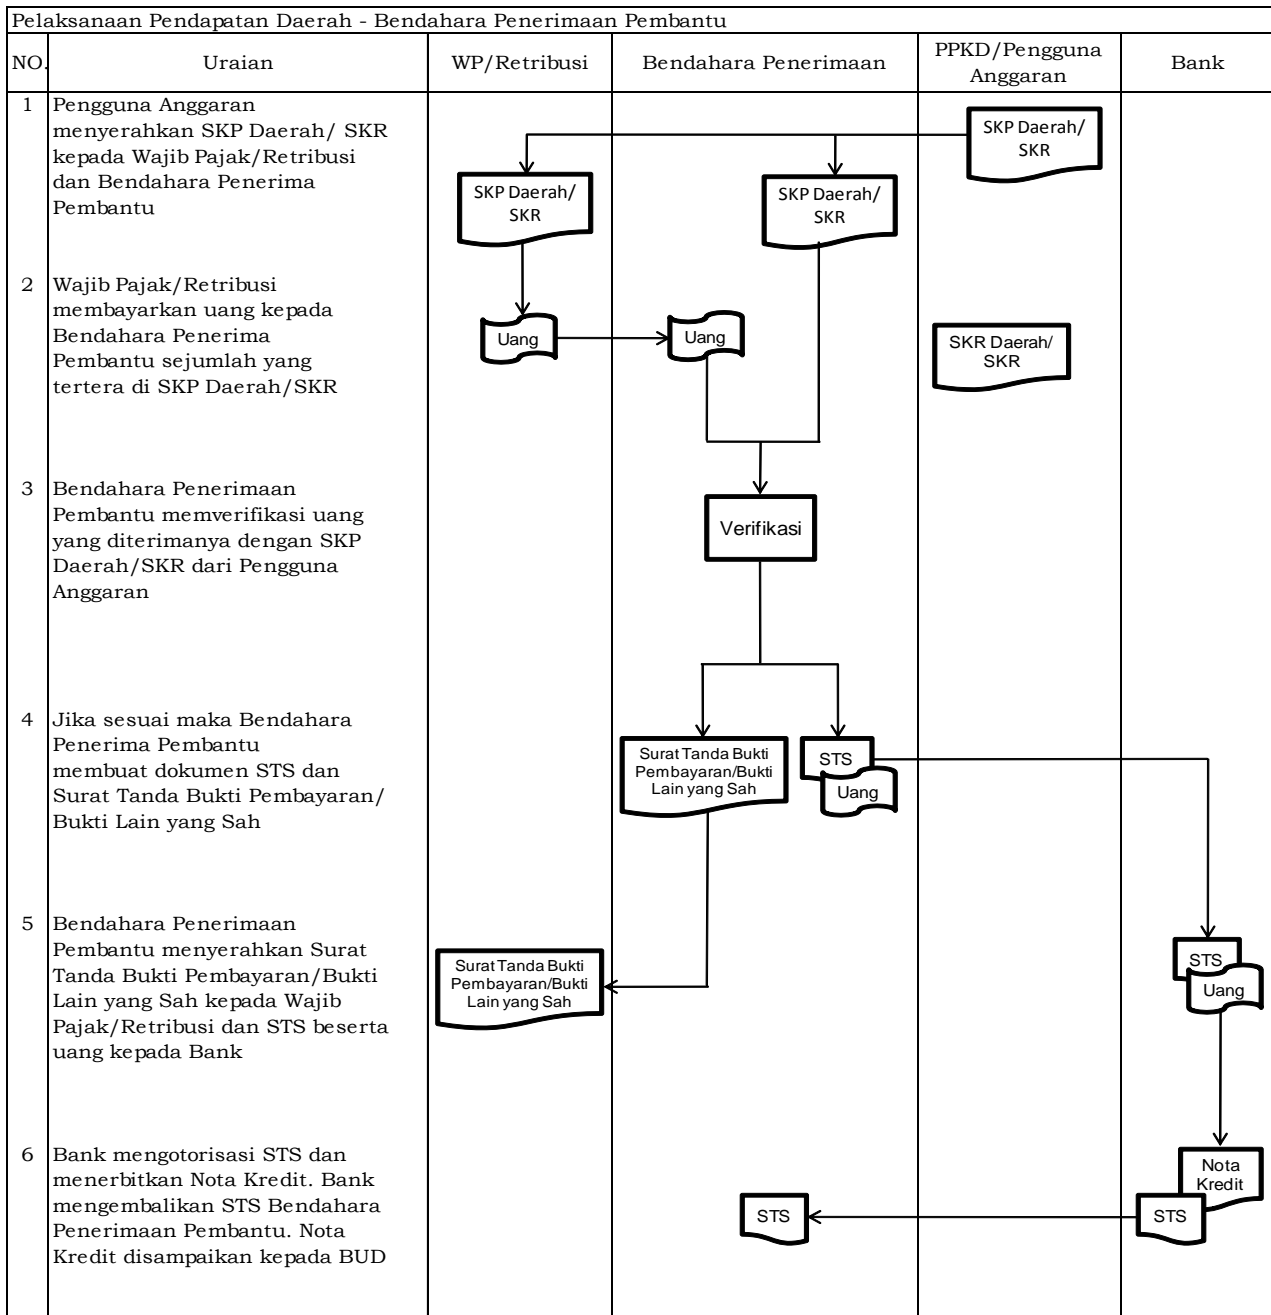 Pelaksanaan Pendapatan Daerah - Bendahara Penerimaan Pembantu
NO.
Uraian
WP/Retribusi
Bendahara Penerimaan
PPKD/Pengguna
Anggaran
Bank
1
Pengguna Anggaran
menyerahkan SKP Daerah/ SKR
kepada Wajib Pajak/Retribusi
dan Bendahara Penerima
Pembantu
SKP Daerah/
SKR
SKP Daerah/
SKR
SKP Daerah/
SKR
2
Wajib Pajak/Retribusi
membayarkan uang kepada
Bendahara Penerima
Pembantu sejumlah yang
tertera di SKP Daerah/SKR
Uang
Uang
SKR Daerah/
SKR
3
Bendahara Penerimaan
Pembantu memverifikasi uang
yang diterimanya dengan SKP
Daerah/SKR dari Pengguna
Anggaran
Verifikasi
4
Jika sesuai maka Bendahara
Penerima Pembantu
membuat dokumen STS dan
Surat Tanda Bukti Pembayaran/
Bukti Lain yang Sah
Surat Tanda Bukti
Pembayaran/Bukti
Lain yang Sah
STS
Uang
5
Bendahara Penerimaan
Pembantu menyerahkan Surat
Tanda Bukti Pembayaran/Bukti
Lain yang Sah kepada Wajib
Pajak/Retribusi dan STS beserta
uang kepada Bank
Surat Tanda Bukti
Pembayaran/Bukti
Lain yang Sah
STS
Uang
6
Bank mengotorisasi STS dan
menerbitkan Nota Kredit. Bank
mengembalikan STS Bendahara
Penerimaan Pembantu. Nota
Kredit disampaikan kepada BUD
STS
Nota
Kredit
STS